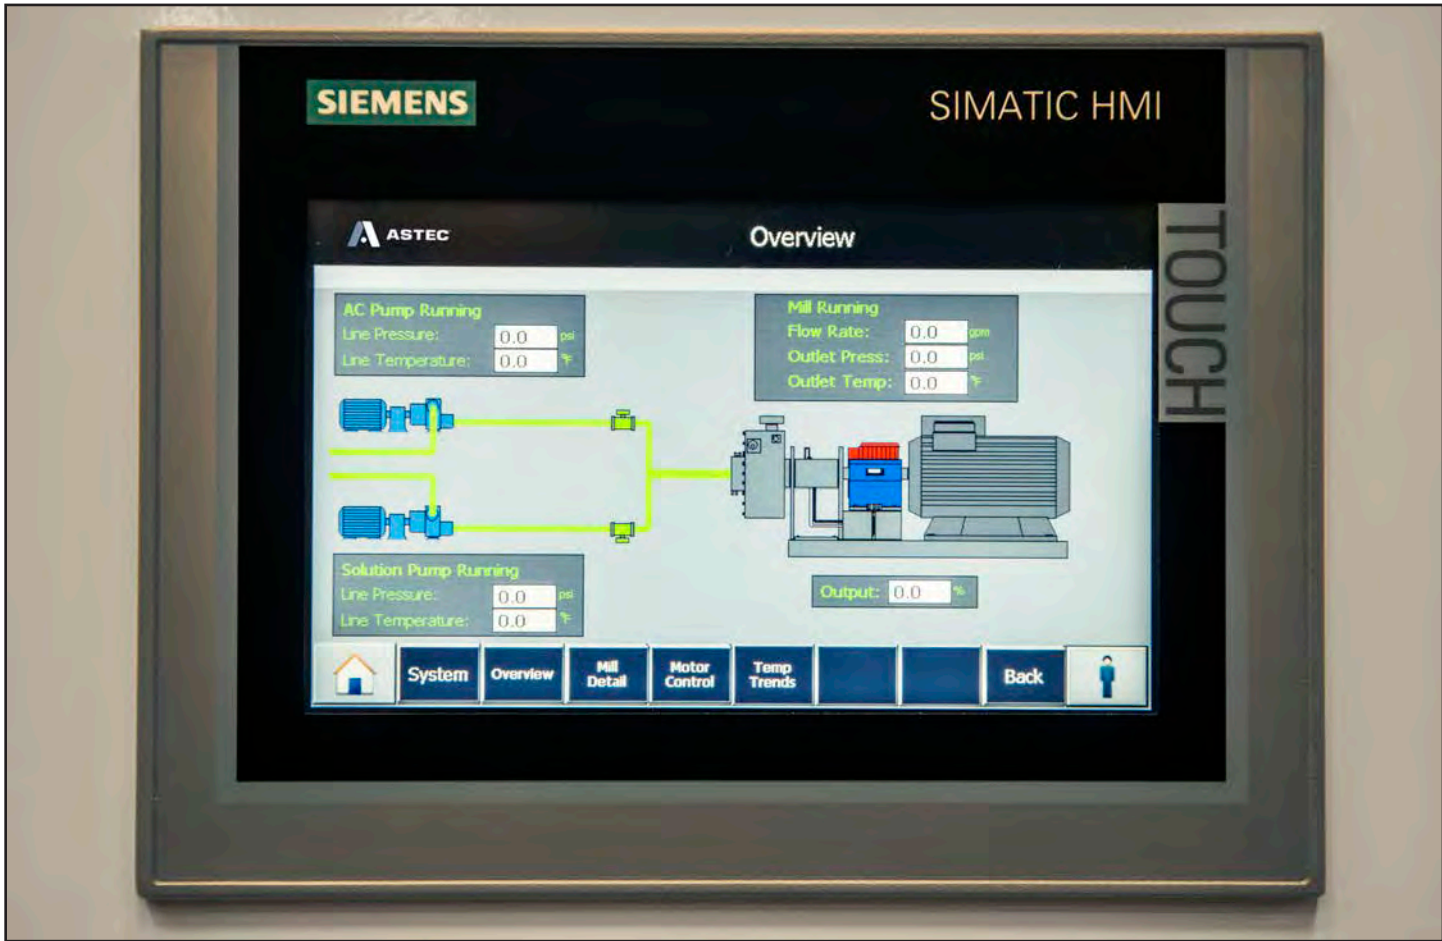 SIEMENS
SIMATIC HMI
TOUCH
ASTEC
Overview
AC Pump Running
Line Pressure: 0.0 psi
Line Temperature: 0.0 °F
Mill Running
Flow Rate: 0.0 gpm
Outlet Press: 0.0 psi
Outlet Temp: 0.0 °F
Solution Pump Running
Line Pressure: 0.0 psi
Line Temperature: 0.0 °F
Output: 0.0 %
System
Overview
Mill
Detail
Motor
Control
Temp
Trends
Back